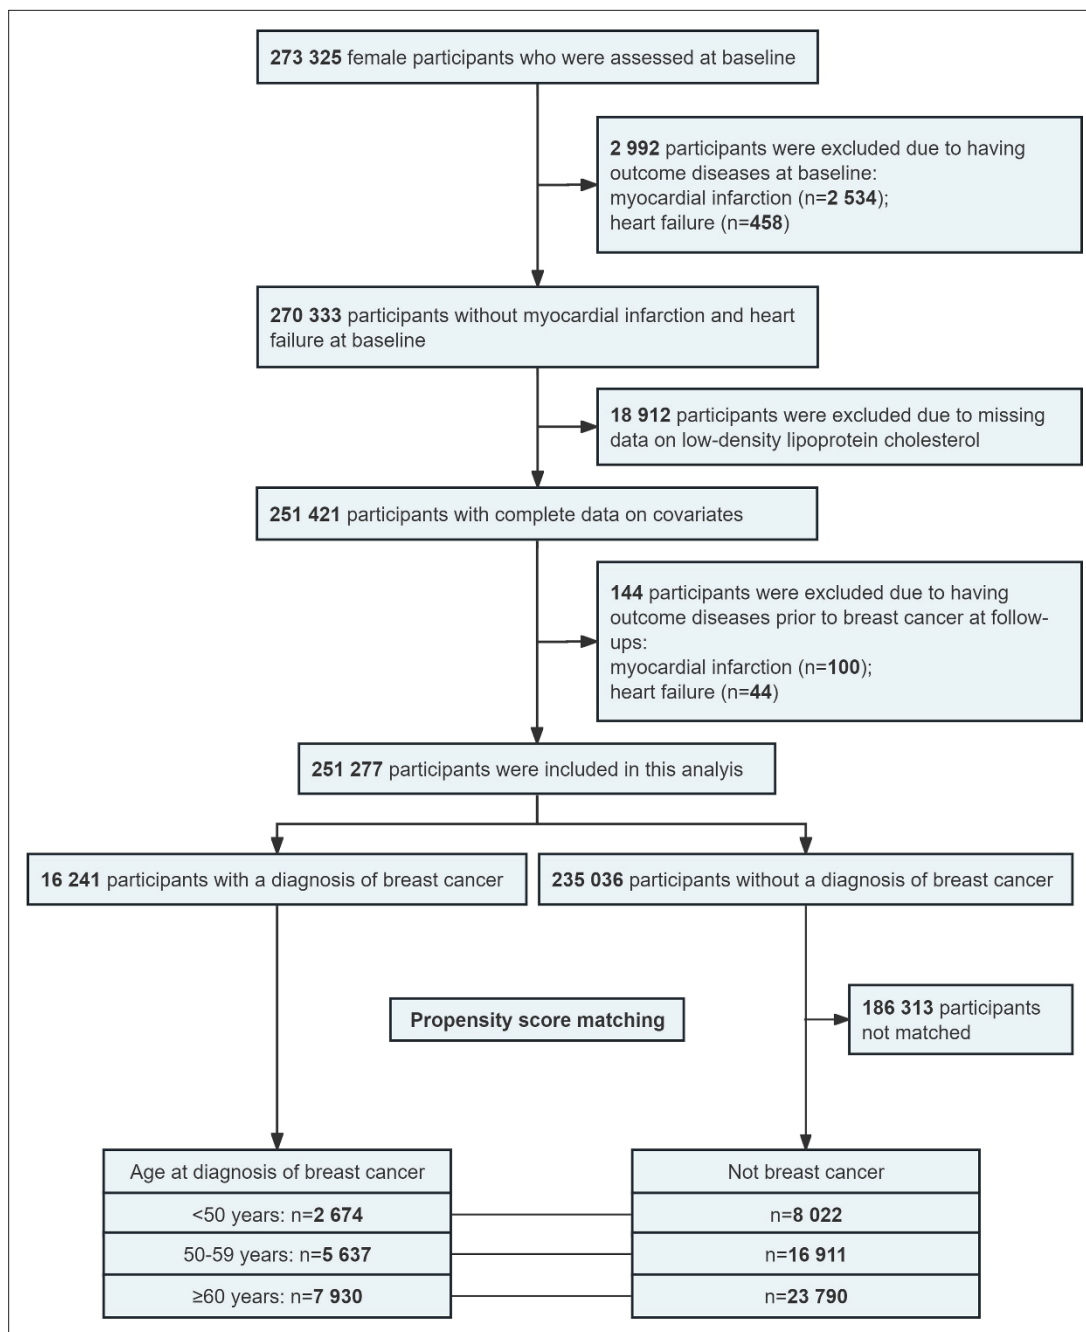 273 325 female participants who were assessed at baseline
2 992 participants were excluded due to having
outcome diseases at baseline:
myocardial infarction (n=2 534);
heart failure (n=458)
270 333 participants without myocardial infarction and heart
failure at baseline
18 912 participants were excluded due to missing
data on low-density lipoprotein cholesterol
251 421 participants with complete data on covariates
144 participants were excluded due to having
outcome diseases prior to breast cancer at follow-
ups:
myocardial infarction (n=100);
heart failure (n=44)
251 277 participants were included in this analyis
16 241 participants with a diagnosis of breast cancer
235 036 participants without a diagnosis of breast cancer
186 313 participants
not matched
Propensity score matching
Age at diagnosis of breast cancer
Not breast cancer
<50 years: n=2 674
n=8 022
50-59 years: n=5 637
n=16 911
≥60 years: n=7 930
n=23 790